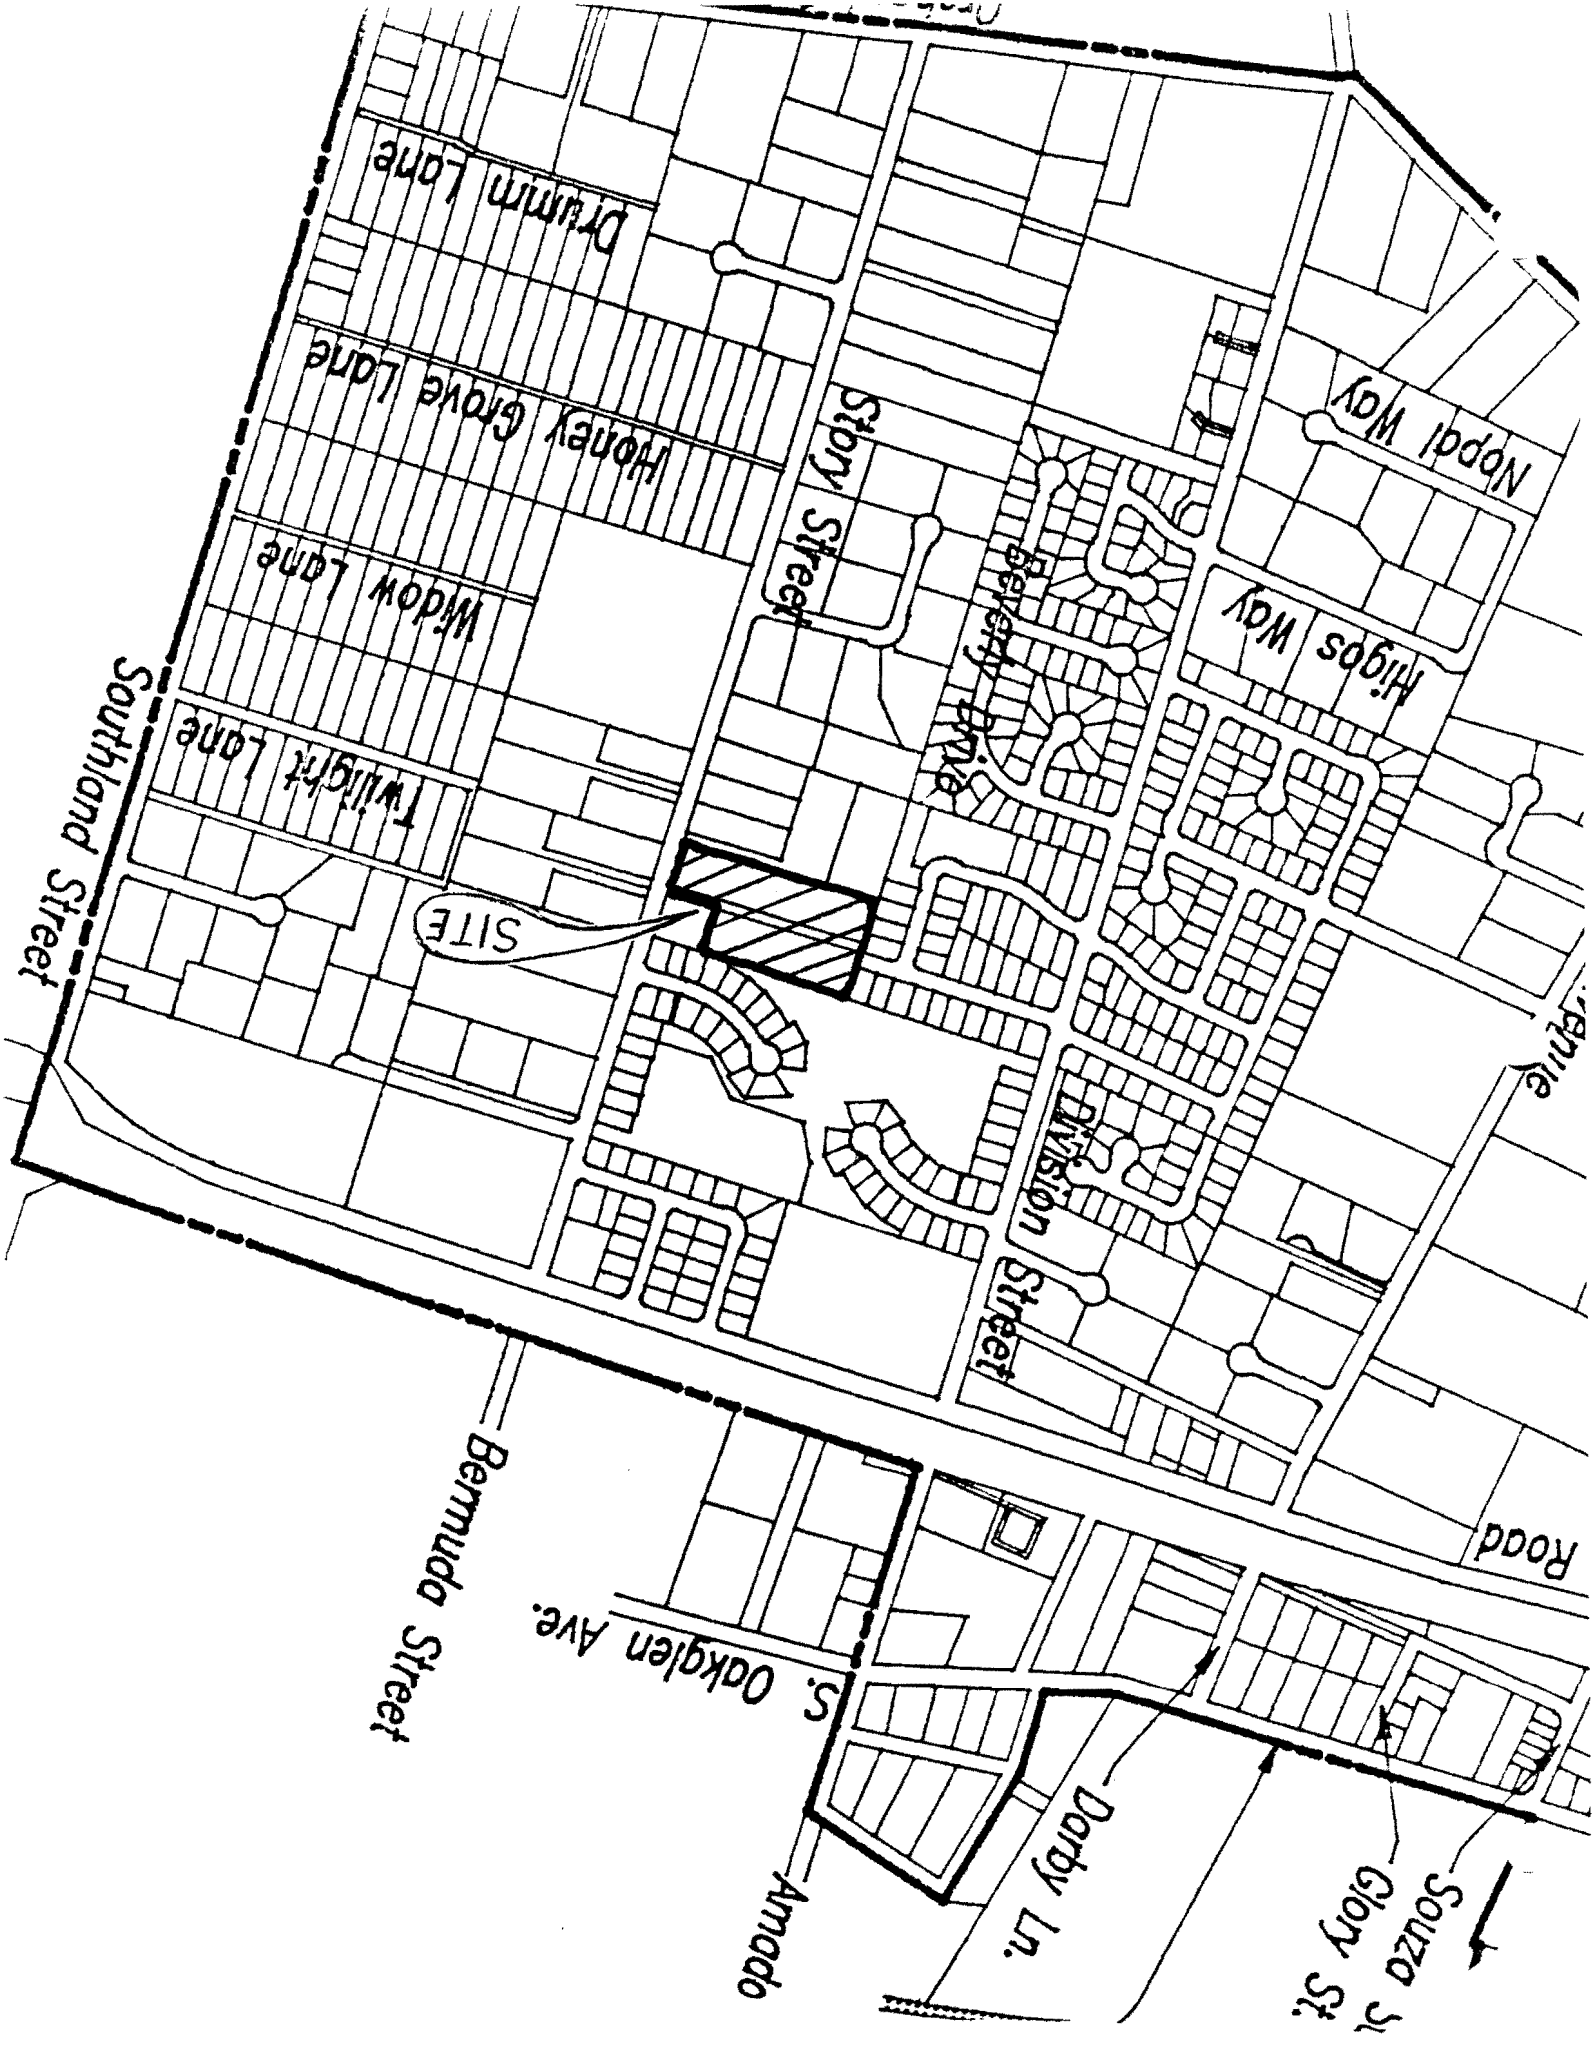 Drumm Lane
Honey Grove Lane
Widow Lane
Twilight Lane
Southland Street
Story Street
Beverly Drive
Nopal Way
Higos Way
SITE
Division Street
Road
Bermuda Street
S. Oakglen Ave.
Amado
Darby Ln.
Glory St.
Souza